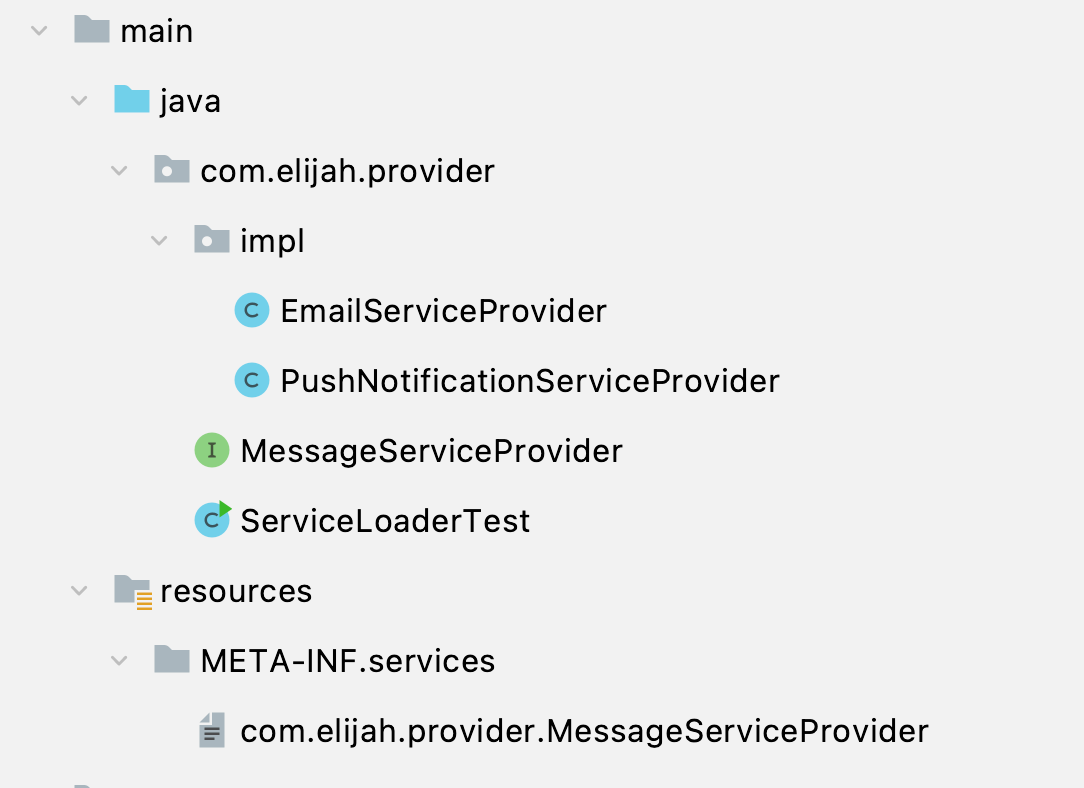 main
java
com.elijah.provider
impl
C EmailServiceProvider
C PushNotificationServiceProvider
I MessageServiceProvider
C ServiceLoaderTest
resources
META-INF.services
com.elijah.provider.MessageServiceProvider